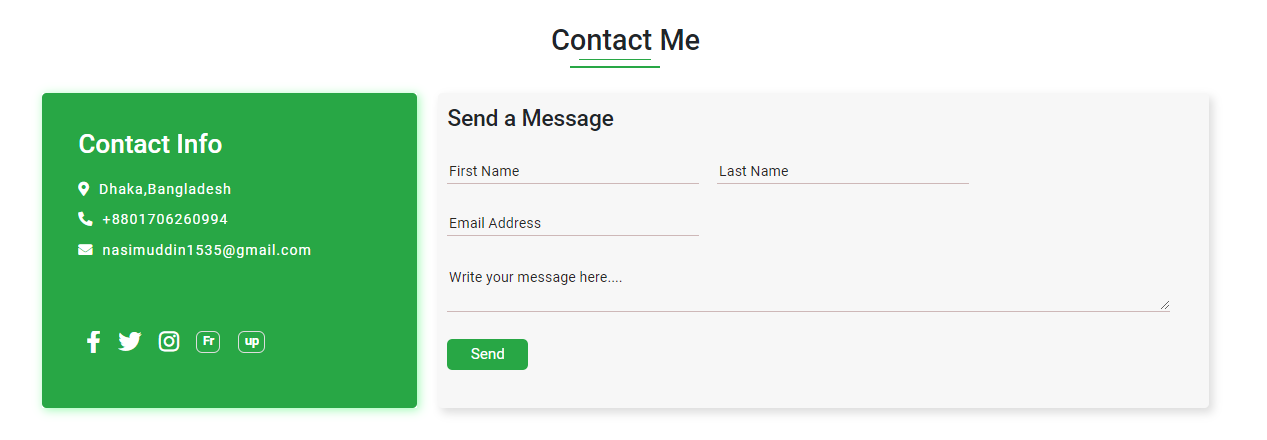 Contact Me
Contact Info
Dhaka,Bangladesh
+8801706260994
nasimuddin1535@gmail.com
Fr up
Send a Message
First Name Last Name
Email Address
Write your message here....
Send